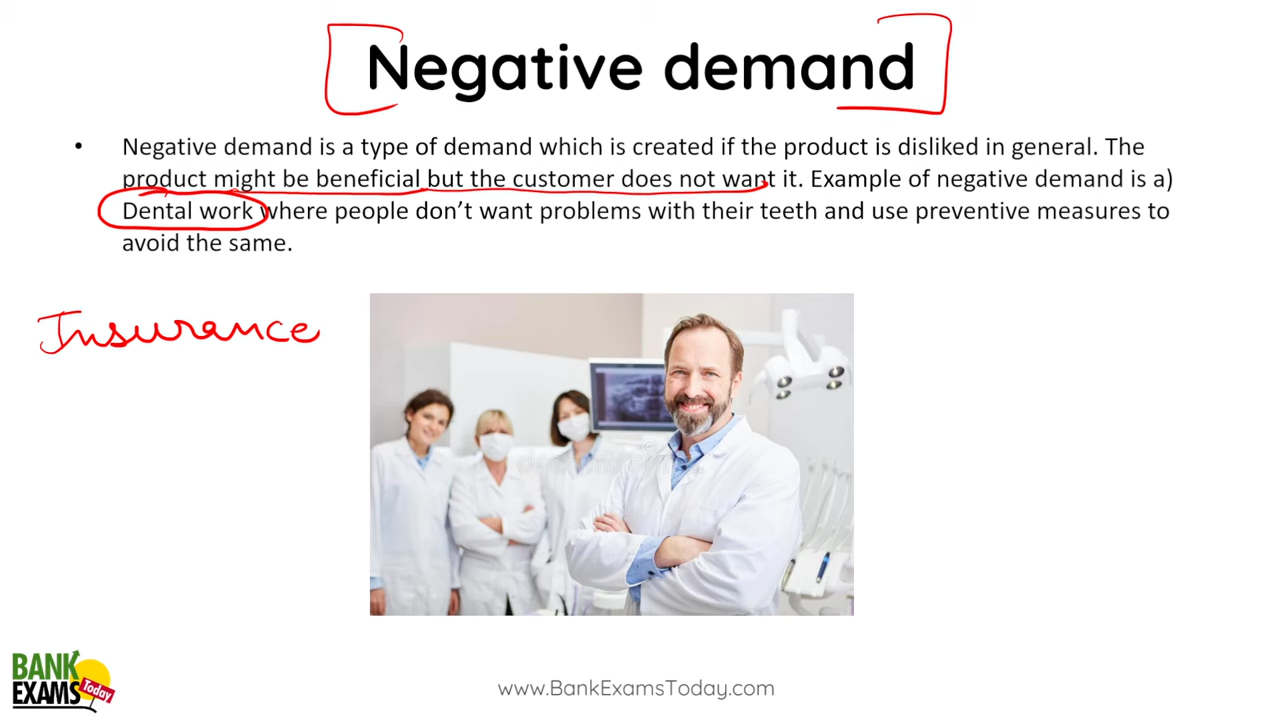 Negative demand
• Negative demand is a type of demand which is created if the product is disliked in general. The
product might be beneficial but the customer does not want it. Example of negative demand is a)
Dental work where people don’t want problems with their teeth and use preventive measures to
avoid the same.
Insurance
BANK
EXAMS
Today
www.BankExamsToday.com